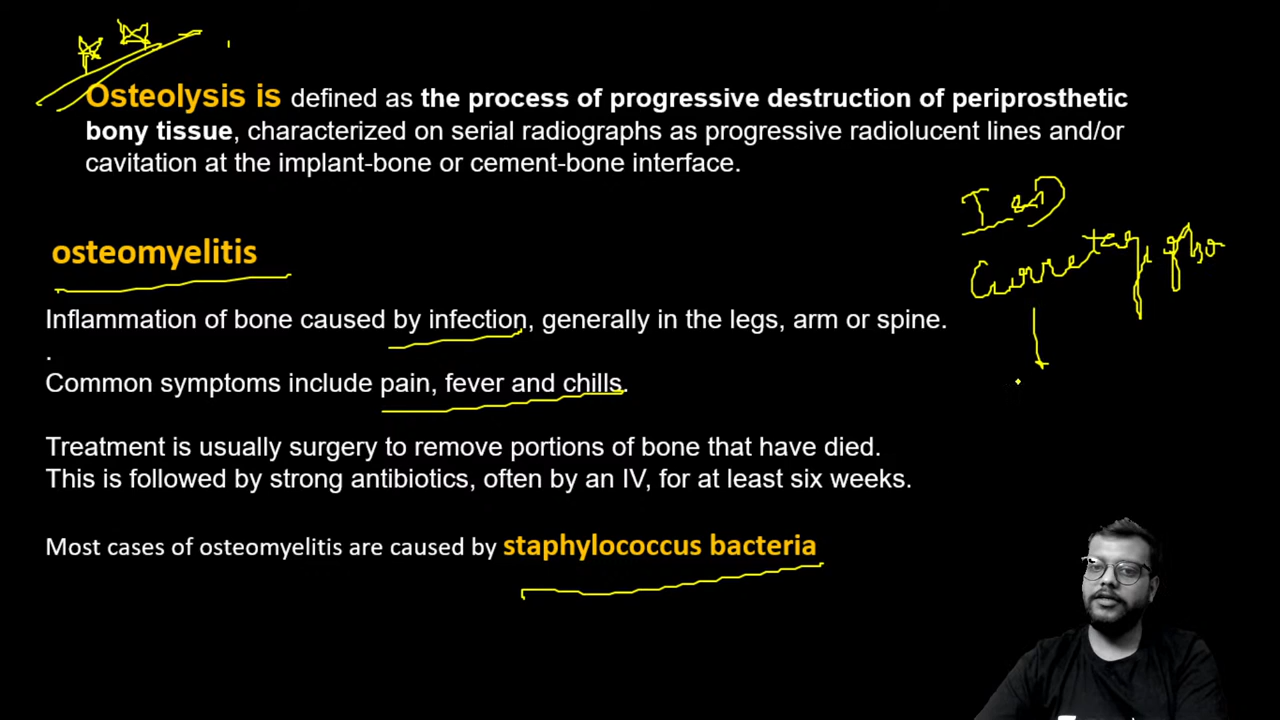 Osteolysis is defined as the process of progressive destruction of periprosthetic
bony tissue, characterized on serial radiographs as progressive radiolucent lines and/or
cavitation at the implant-bone or cement-bone interface.
osteomyelitis
Inflammation of bone caused by infection, generally in the legs, arm or spine.
.
Common symptoms include pain, fever and chills.
Treatment is usually surgery to remove portions of bone that have died.
This is followed by strong antibiotics, often by an IV, for at least six weeks.
Most cases of osteomyelitis are caused by staphylococcus bacteria